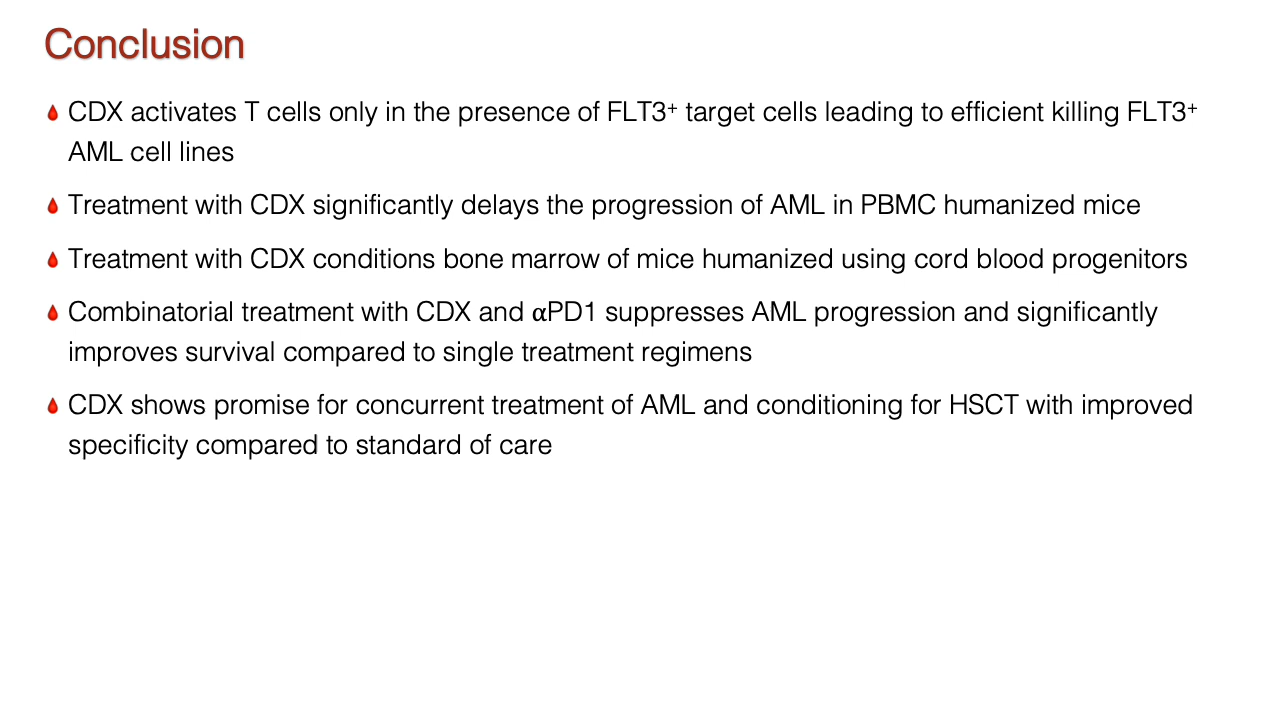 Conclusion
CDX activates T cells only in the presence of FLT3⁺ target cells leading to efficient killing FLT3⁺
AML cell lines
Treatment with CDX significantly delays the progression of AML in PBMC humanized mice
Treatment with CDX conditions bone marrow of mice humanized using cord blood progenitors
Combinatorial treatment with CDX and αPD1 suppresses AML progression and significantly
improves survival compared to single treatment regimens
CDX shows promise for concurrent treatment of AML and conditioning for HSCT with improved
specificity compared to standard of care